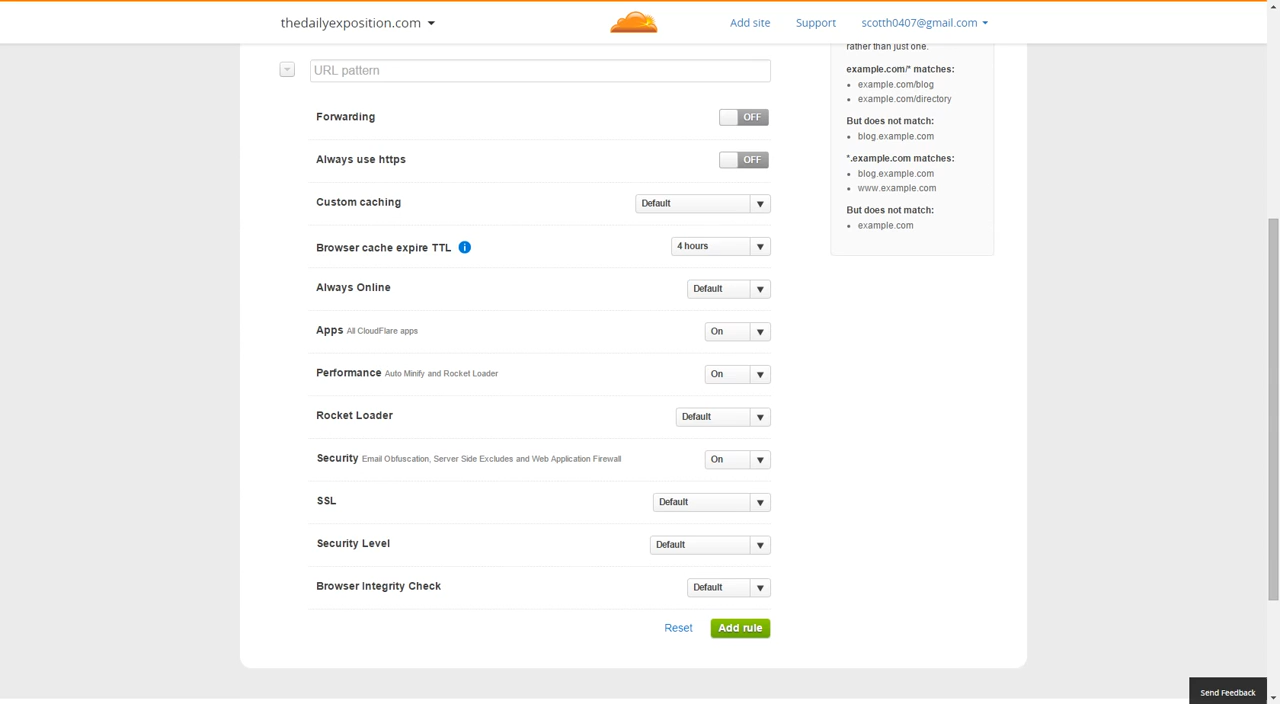 thedailyexposition.com
Add site
Support
scotth0407@gmail.com
URL pattern
Forwarding
OFF
Always use https
OFF
Custom caching
Default
Browser cache expire TTL
i
4 hours
Always Online
Default
Apps All CloudFlare apps
On
Performance Auto Minify and Rocket Loader
On
Rocket Loader
Default
Security Email Obfuscation, Server Side Excludes and Web Application Firewall
On
SSL
Default
Security Level
Default
Browser Integrity Check
Default
Reset
Add rule
rather than just one.
example.com/* matches:
example.com/blog
example.com/directory
But does not match:
blog.example.com
*.example.com matches:
blog.example.com
www.example.com
But does not match:
example.com
Send Feedback